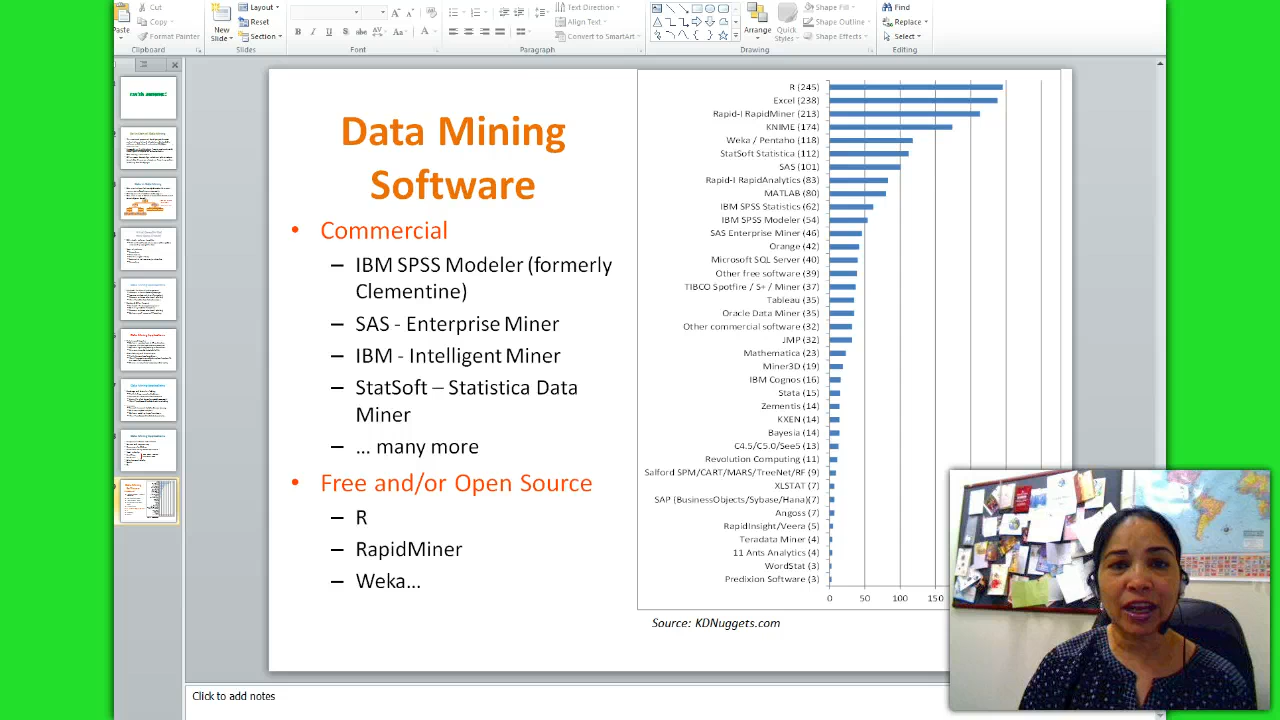 Cut
Copy
Format Painter
Paste
Clipboard
New
Slide
Layout
Reset
Section
Slides
Font
Text Direction
Align Text
Convert to SmartArt
Paragraph
Arrange
Quick
Styles
Shape Fill
Shape Outline
Shape Effects
Drawing
Find
Replace
Select
Editing
Data Mining
Software
• Commercial
– IBM SPSS Modeler (formerly
Clementine)
– SAS - Enterprise Miner
– IBM - Intelligent Miner
– StatSoft – Statistica Data
Miner
– ... many more
• Free and/or Open Source
– R
– RapidMiner
– Weka...
R (245)
Excel (238)
Rapid-I RapidMiner (213)
KNIME (174)
Weka / Pentaho (118)
StatSoft Statistica (112)
SAS (101)
Rapid-I RapidAnalytics (83)
MATLAB (80)
IBM SPSS Statistics (62)
IBM SPSS Modeler (54)
SAS Enterprise Miner (46)
Orange (42)
Microsoft SQL Server (40)
Other free software (39)
TIBCO Spotfire / S+ / Miner (37)
Tableau (35)
Oracle Data Miner (35)
Other commercial software (32)
JMP (32)
Mathematica (23)
Miner3D (19)
IBM Cognos (16)
Stata (15)
Zementis (14)
KXEN (14)
Bayesia (14)
C4.5/C5.0/See5 (13)
Revolution Computing (11)
Salford SPM/CART/MARS/TreeNet/RF (9)
XLSTAT (7)
SAP (BusinessObjects/Sybase/Hana)(7)
Angoss (7)
RapidInsight/Veera (5)
Teradata Miner (4)
11 Ants Analytics (4)
WordStat (3)
Predixion Software (3)
0 50 100 150
Source: KDNuggets.com
Click to add notes